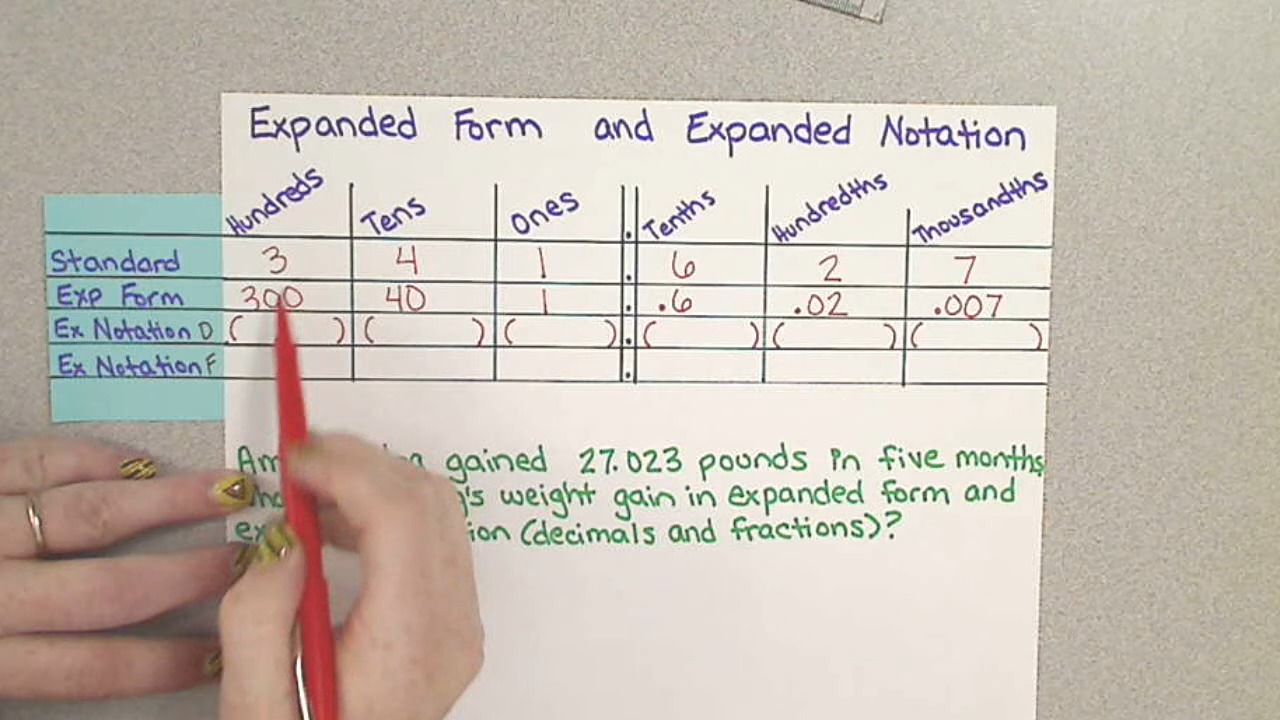 Expanded Form and Expanded Notation
Hundreds Tens Ones . Tenths Hundredths Thousandths
Standard 3 4 1 . 6 2 7
Exp Form 300 40 1 . .6 .02 .007
Ex Notation D ( ) ( ) ( ) . ( ) ( ) ( )
Ex Notation F .
gained 27.023 pounds in five months
weight gain in expanded form and
(decimals and fractions)?